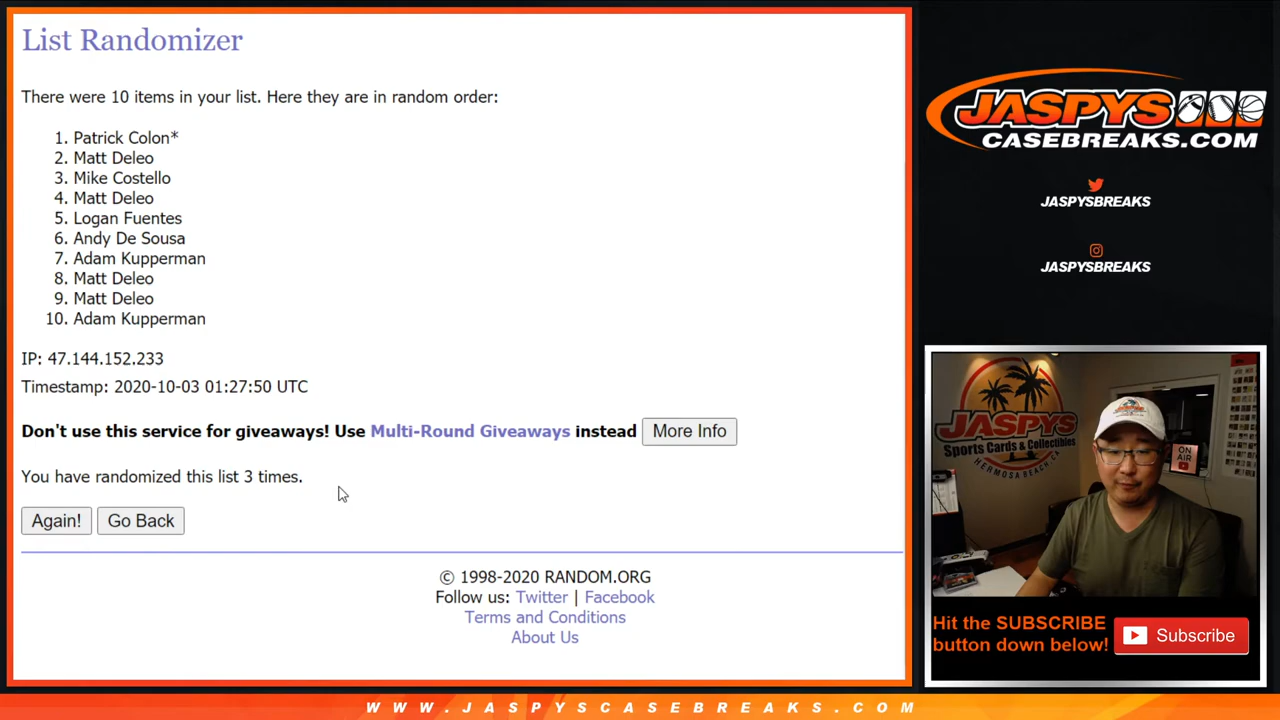 List Randomizer
There were 10 items in your list. Here they are in random order:
1. Patrick Colon*
2. Matt Deleo
3. Mike Costello
4. Matt Deleo
5. Logan Fuentes
6. Andy De Sousa
7. Adam Kupperman
8. Matt Deleo
9. Matt Deleo
10. Adam Kupperman
IP: 47.144.152.233
Timestamp: 2020-10-03 01:27:50 UTC
Don't use this service for giveaways! Use Multi-Round Giveaways instead More Info
You have randomized this list 3 times.
Again! Go Back
© 1998-2020 RANDOM.ORG
Follow us: Twitter | Facebook
Terms and Conditions
About Us
JASPYS
CASEBREAKS.COM
JASPYSBREAKS
JASPYSBREAKS
JASPYS
Sports Cards & Collectibles
HERMOSA BEACH, CA
ON AIR
Hit the SUBSCRIBE
button down below!
Subscribe
WWW.JASPYSCASEBREAKS.COM